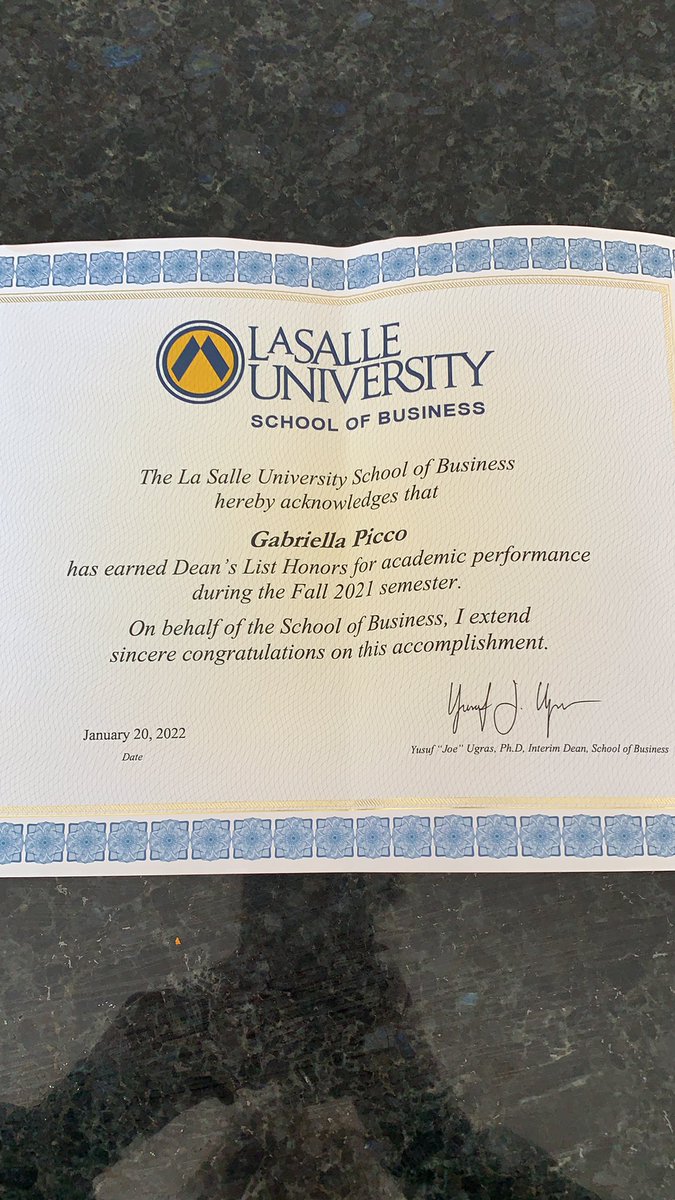 LASALLE
UNIVERSITY
SCHOOL OF BUSINESS
The La Salle University School of Business
hereby acknowledges that
Gabriella Picco
has earned Dean's List Honors for academic performance
during the Fall 2021 semester.
On behalf of the School of Business, I extend
sincere congratulations on this accomplishment.
Yusuf J. Ugras
January 20, 2022
Yusuf "Joe" Ugras, Ph.D, Interim Dean, School of Business
Date